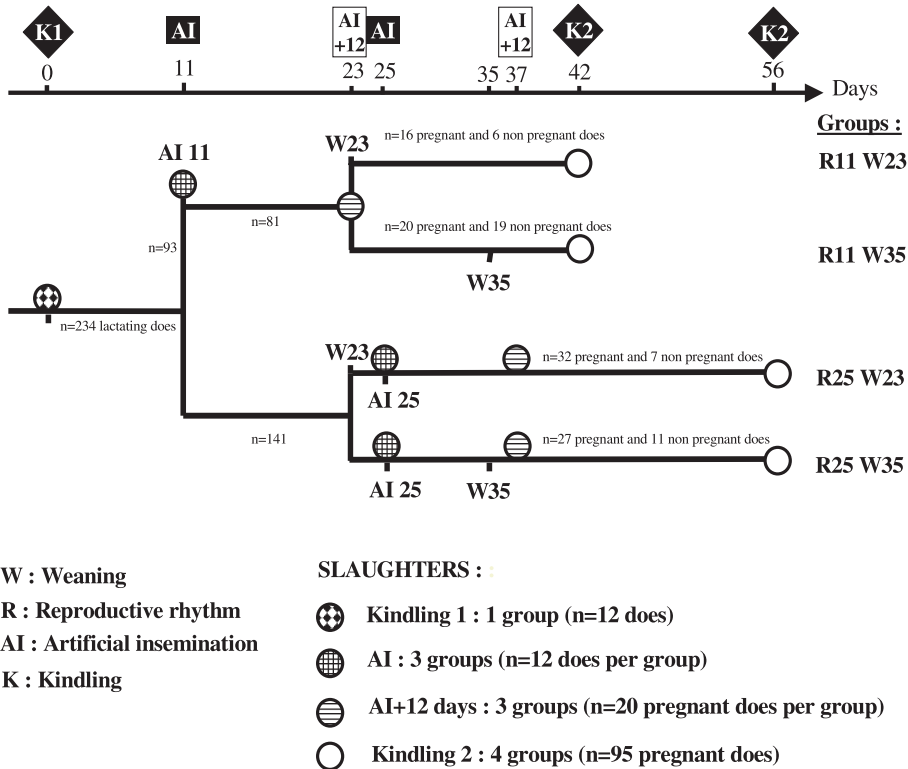 K1 AI AI +12 AI AI +12 K2 K2
0 11 23 25 35 37 42 56
Days
Groups :
n=16 pregnant and 6 non pregnant does
W23
AI 11
R11 W23
n=81
n=20 pregnant and 19 non pregnant does
n=93
R11 W35
W35
n=234 lactating does
W23
n=32 pregnant and 7 non pregnant does
R25 W23
AI 25
n=141
n=27 pregnant and 11 non pregnant does
R25 W35
AI 25 W35
W : Weaning
R : Reproductive rhythm
AI : Artificial insemination
K : Kindling
SLAUGHTERS :
Kindling 1 : 1 group (n=12 does)
AI : 3 groups (n=12 does per group)
AI+12 days : 3 groups (n=20 pregnant does per group)
Kindling 2 : 4 groups (n=95 pregnant does)